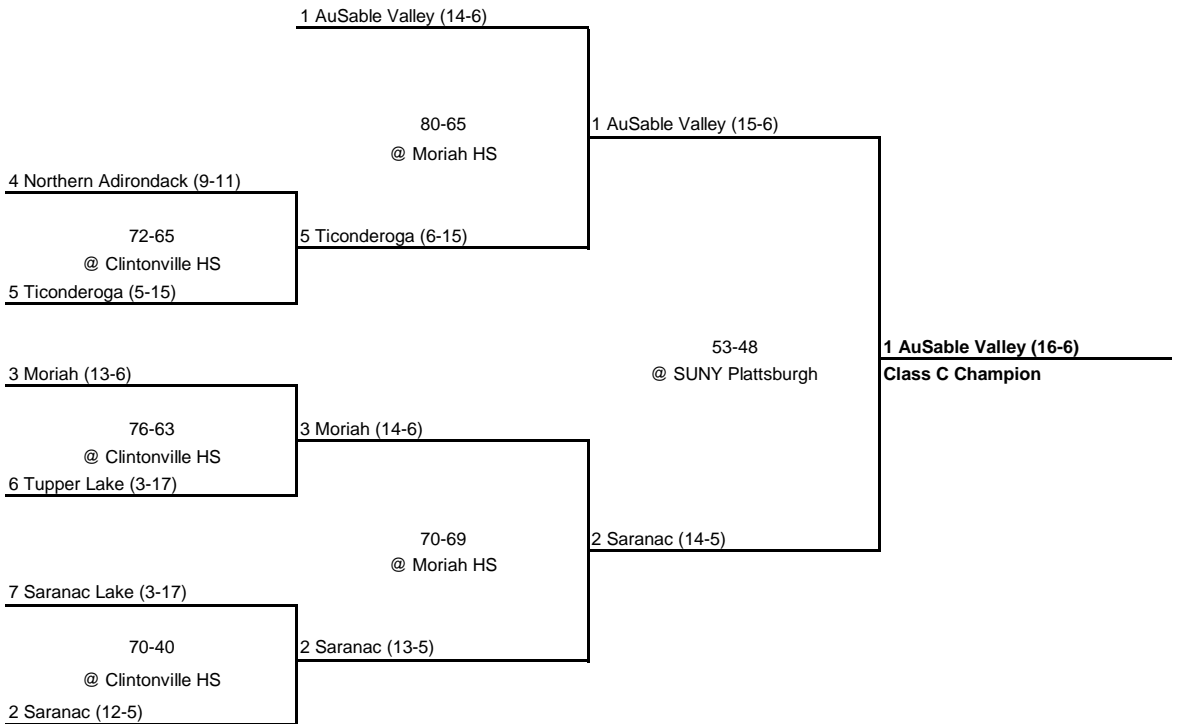 1 AuSable Valley (14-6)
80-65
@ Moriah HS
1 AuSable Valley (15-6)
4 Northern Adirondack (9-11)
72-65
@ Clintonville HS
5 Ticonderoga (6-15)
5 Ticonderoga (5-15)
53-48
@ SUNY Plattsburgh
1 AuSable Valley (16-6)
Class C Champion
3 Moriah (13-6)
76-63
@ Clintonville HS
3 Moriah (14-6)
6 Tupper Lake (3-17)
70-69
@ Moriah HS
2 Saranac (14-5)
7 Saranac Lake (3-17)
70-40
@ Clintonville HS
2 Saranac (13-5)
2 Saranac (12-5)